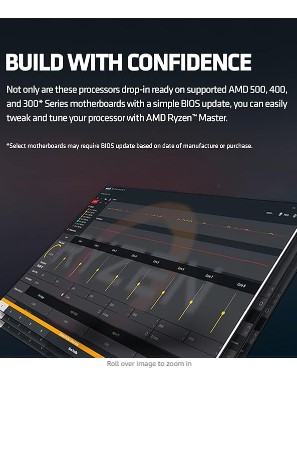 BUILD WITH CONFIDENCE
Not only are these processors drop-in ready on supported AMD 500, 400,
and 300* Series motherboards with a simple BIOS update, you can easily
tweak and tune your processor with AMD Ryzen™ Master.
*Select motherboards may require BIOS update based on date of manufacture or purchase.
RYZEN
Roll over image to zoom in